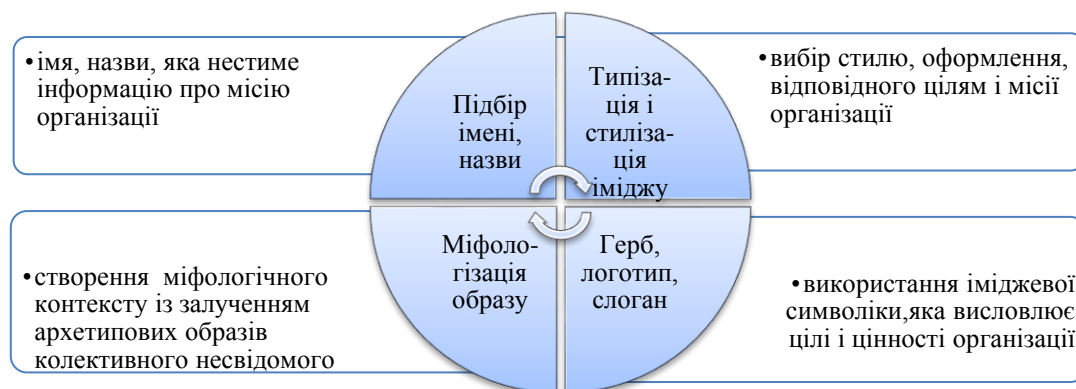 •імя, назви, яка нестиме
інформацію про місію
організації
Підбір
імені,
назви
Типіза-
ція і
стиліза-
ція
іміджу
•вибір стилю, оформлення,
відповідного цілям і місії
організації
•створення міфологічного
контексту із залученням
архетипових образів
колективного несвідомого
Міфоло-
гізація
образу
Герб,
логотип,
слоган
•використання іміджевої
символіки,яка висловлює
цілі і цінності організації